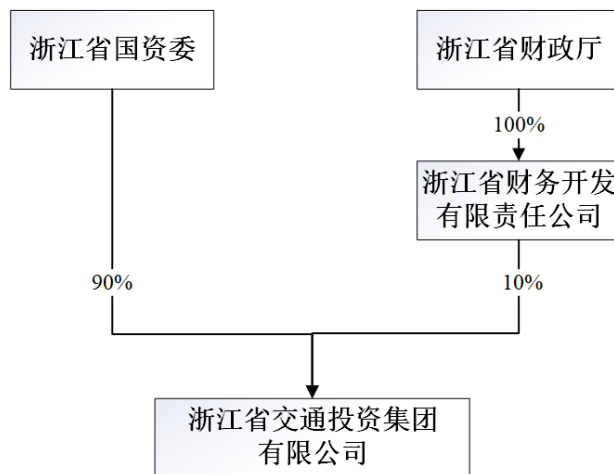 浙江省国资委
浙江省财政厅
100%
浙江省财务开发
有限责任公司
90%
10%
浙江省交通投资集团
有限公司